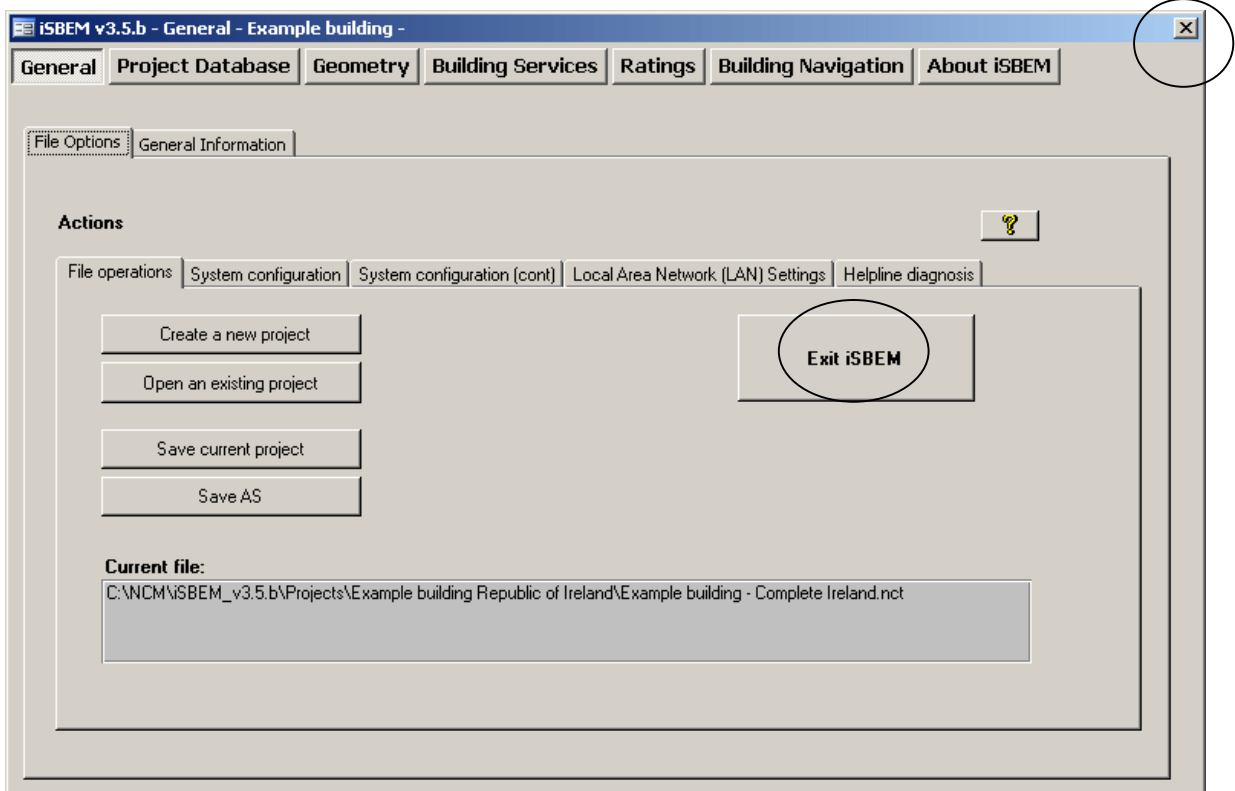 iSBEM v3.5.b - General - Example building -
General Project Database Geometry Building Services Ratings Building Navigation About iSBEM
File Options General Information
Actions
?
File operations System configuration System configuration (cont) Local Area Network (LAN) Settings Helpline diagnosis
Create a new project
Exit iSBEM
Open an existing project
Save current project
Save AS
Current file:
C:\NCM\iSBEM_v3.5.b\Projects\Example building Republic of Ireland\Example building - Complete Ireland.nct